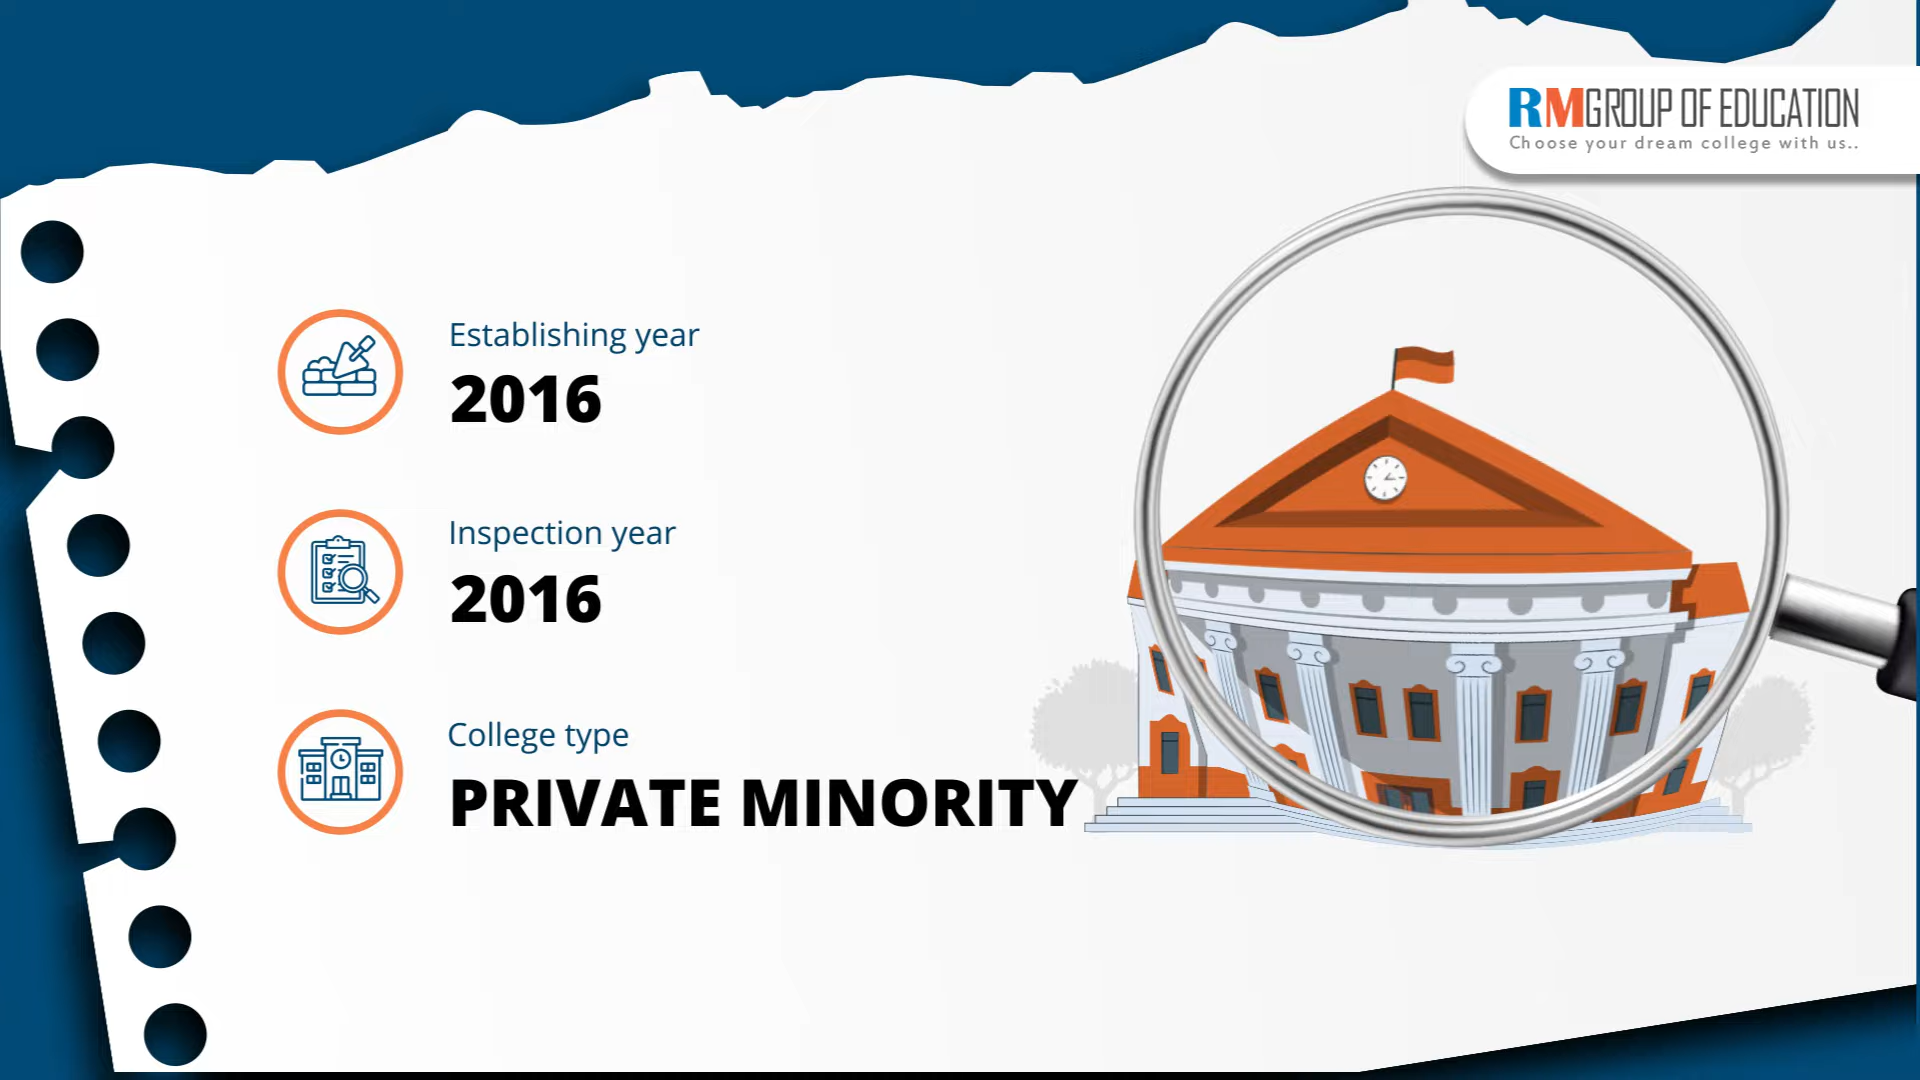 RMGROUP OF EDUCATION
Choose your dream college with us..
Establishing year
2016
Inspection year
2016
College type
PRIVATE MINORITY